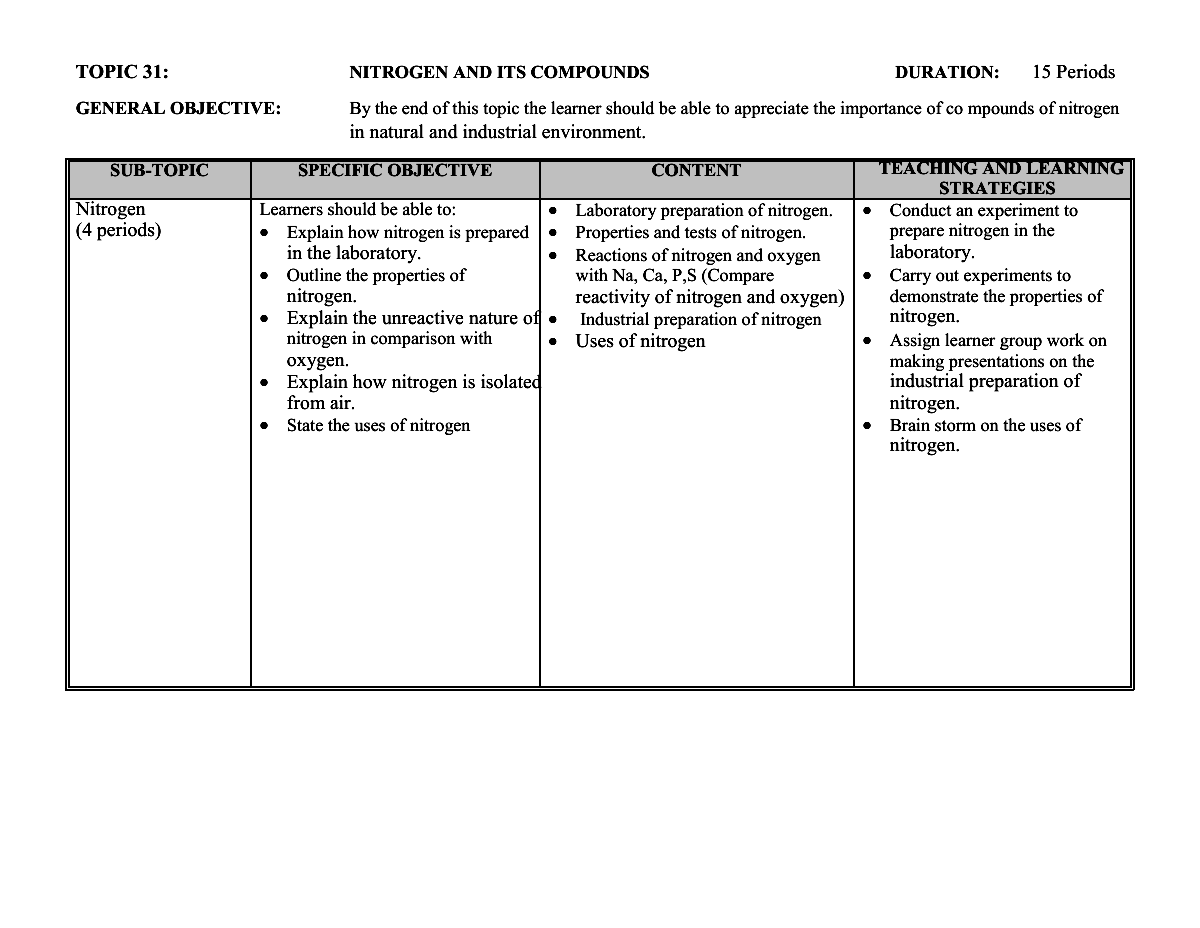 TOPIC 31: NITROGEN AND ITS COMPOUNDS DURATION: 15 Periods
GENERAL OBJECTIVE: By the end of this topic the learner should be able to appreciate the importance of co mpounds of nitrogen
in natural and industrial environment.
SUB-TOPIC
SPECIFIC OBJECTIVE
CONTENT
TEACHING AND LEARNING
STRATEGIES
Nitrogen
(4 periods)
Learners should be able to:
• Explain how nitrogen is prepared
in the laboratory.
• Outline the properties of
nitrogen.
• Explain the unreactive nature of
nitrogen in comparison with
oxygen.
• Explain how nitrogen is isolated
from air.
• State the uses of nitrogen
• Laboratory preparation of nitrogen.
• Properties and tests of nitrogen.
• Reactions of nitrogen and oxygen
with Na, Ca, P,S (Compare
reactivity of nitrogen and oxygen)
• Industrial preparation of nitrogen
• Uses of nitrogen
• Conduct an experiment to
prepare nitrogen in the
laboratory.
• Carry out experiments to
demonstrate the properties of
nitrogen.
• Assign learner group work on
making presentations on the
industrial preparation of
nitrogen.
• Brain storm on the uses of
nitrogen.